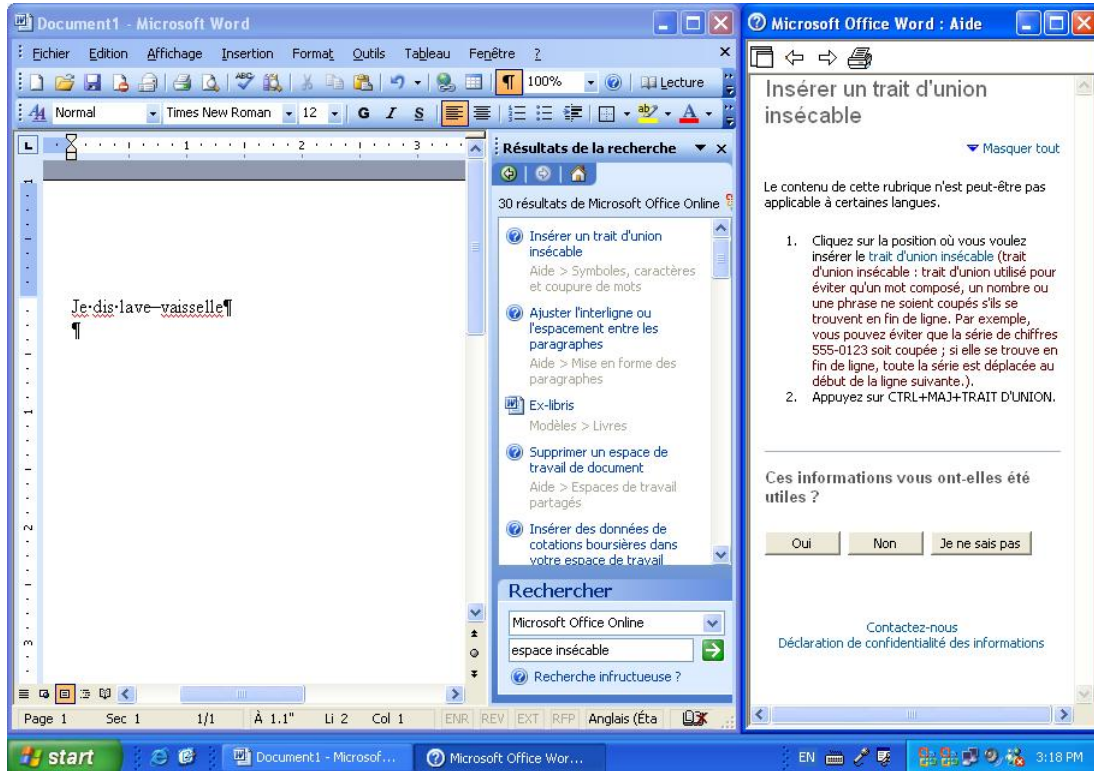 Document1 - Microsoft Word
Fichier Edition Affichage Insertion Format Outils Tableau Fenêtre ?
100% Lecture
Normal Times New Roman 12 G I S
1 2 3
Je·dis·lave—vaisselle¶
¶
Résultats de la recherche
30 résultats de Microsoft Office Online
Insérer un trait d'union
insécable
Aide > Symboles, caractères
et coupure de mots
Ajuster l'interligne ou
l'espacement entre les
paragraphes
Aide > Mise en forme des
paragraphes
Ex-libris
Modèles > Livres
Supprimer un espace de
travail de document
Aide > Espaces de travail
partagés
Insérer des données de
cotations boursières dans
votre espace de travail
Rechercher
Microsoft Office Online
espace insécable
Recherche infructueuse ?
Page 1 Sec 1 1/1 À 1.1" Li 2 Col 1 ENR REV EXT RFP Anglais (Éta
Microsoft Office Word : Aide
Insérer un trait d'union
insécable
Masquer tout
Le contenu de cette rubrique n'est peut-être pas
applicable à certaines langues.
1. Cliquez sur la position où vous voulez
insérer le trait d'union insécable (trait
d'union insécable : trait d'union utilisé pour
éviter qu'un mot composé, un nombre ou
une phrase ne soient coupés s'ils se
trouvent en fin de ligne. Par exemple,
vous pouvez éviter que la série de chiffres
555-0123 soit coupée ; si elle se trouve en
fin de ligne, toute la série est déplacée au
début de la ligne suivante.).
2. Appuyez sur CTRL+MAJ+TRAIT D'UNION.
Ces informations vous ont-elles été
utiles ?
Oui Non Je ne sais pas
Contactez-nous
Déclaration de confidentialité des informations
start Document1 - Microsof... Microsoft Office Wor... EN 3:18 PM